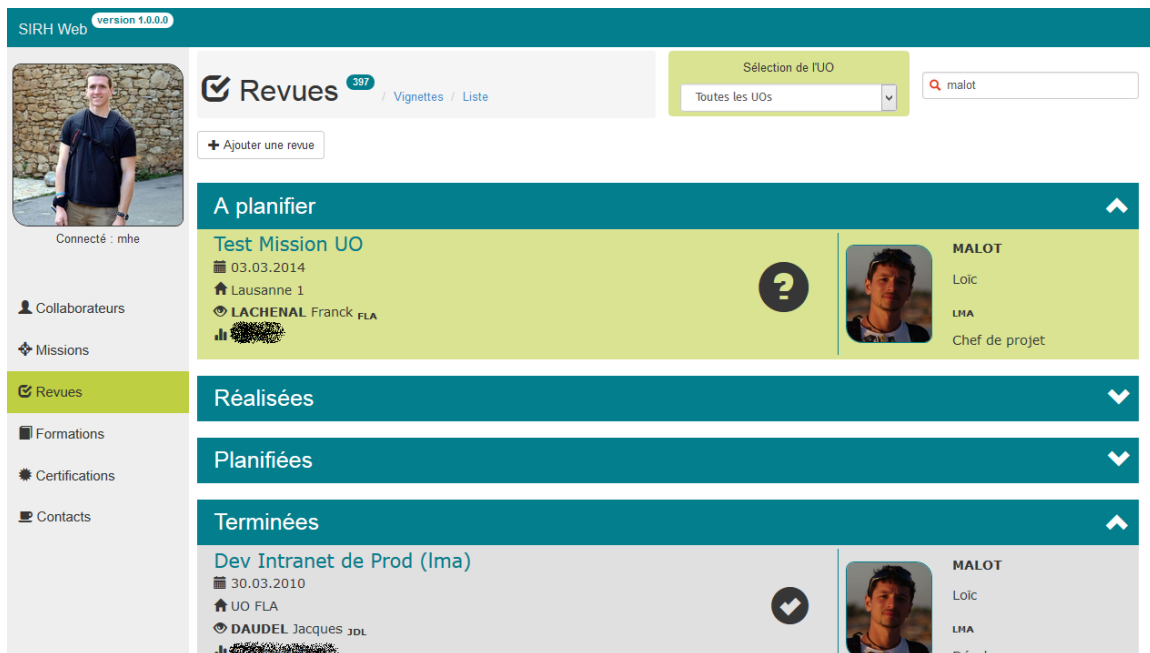 SIRH Web version 1.0.0.0
Connecté : mhe
Collaborateurs
Missions
Revues
Formations
Certifications
Contacts
Revues 397 / Vignettes / Liste
Sélection de l'UO
Toutes les UOs
malot
Ajouter une revue
A planifier
Test Mission UO
03.03.2014
Lausanne 1
LACHENAL Franck FLA
MALOT
Loïc
LMA
Chef de projet
Réalisées
Planifiées
Terminées
Dev Intranet de Prod (lma)
30.03.2010
UO FLA
DAUDEL Jacques JDL
MALOT
Loïc
LMA